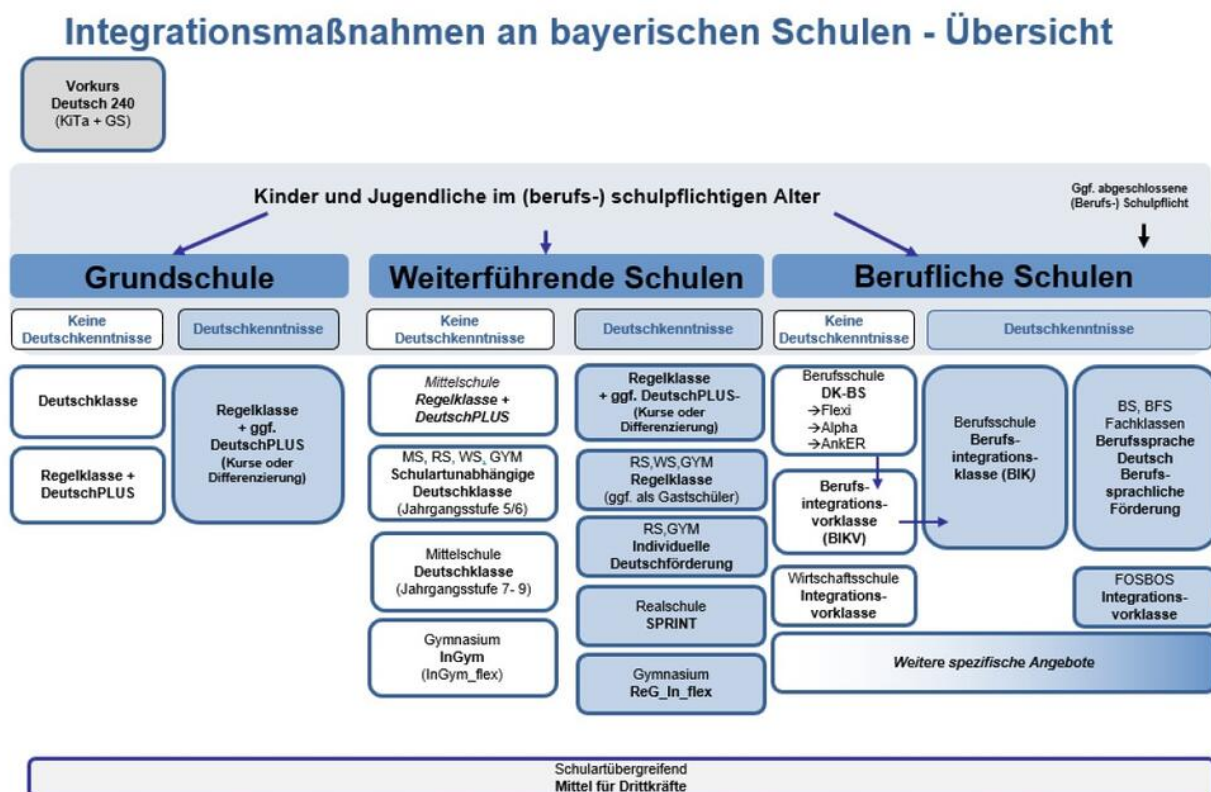 Integrationsmaßnahmen an bayerischen Schulen - Übersicht
Vorkurs
Deutsch 240
(KiTa + GS)
Kinder und Jugendliche im (berufs-) schulpflichtigen Alter
Ggf. abgeschlossene
(Berufs-) Schulpflicht
Grundschule
Keine
Deutschkenntnisse
Deutschkenntnisse
Deutschklasse
Regelklasse +
DeutschPLUS
Regelklasse
+ ggf.
DeutschPLUS
(Kurse oder
Differenzierung)
Weiterführende Schulen
Keine
Deutschkenntnisse
Deutschkenntnisse
Mittelschule
Regelklasse +
DeutschPLUS
MS, RS, WS, GYM
Schulartunabhängige
Deutschklasse
(Jahrgangsstufe 5/6)
Mittelschule
Deutschklasse
(Jahrgangsstufe 7- 9)
Gymnasium
InGym
(InGym_flex)
Regelklasse
+ ggf. DeutschPLUS-
(Kurse oder
Differenzierung)
RS,WS,GYM
Regelklasse
(ggf. als Gastschüler)
RS,GYM
Individuelle
Deutschförderung
Realschule
SPRINT
Gymnasium
ReG_In_flex
Berufliche Schulen
Keine
Deutschkenntnisse
Deutschkenntnisse
Berufsschule
DK-BS
→Flexi
→Alpha
→AnkER
Berufs-
integrations-
vorklasse
(BIKV)
Wirtschaftsschule
Integrations-
vorklasse
Berufsschule
Berufs-
integrations-
klasse (BIK)
BS, BFS
Fachklassen
Berufssprache
Deutsch
Berufs-
sprachliche
Förderung
FOSBOS
Integrations-
vorklasse
Weitere spezifische Angebote
Schulartübergreifend
Mittel für Drittkräfte